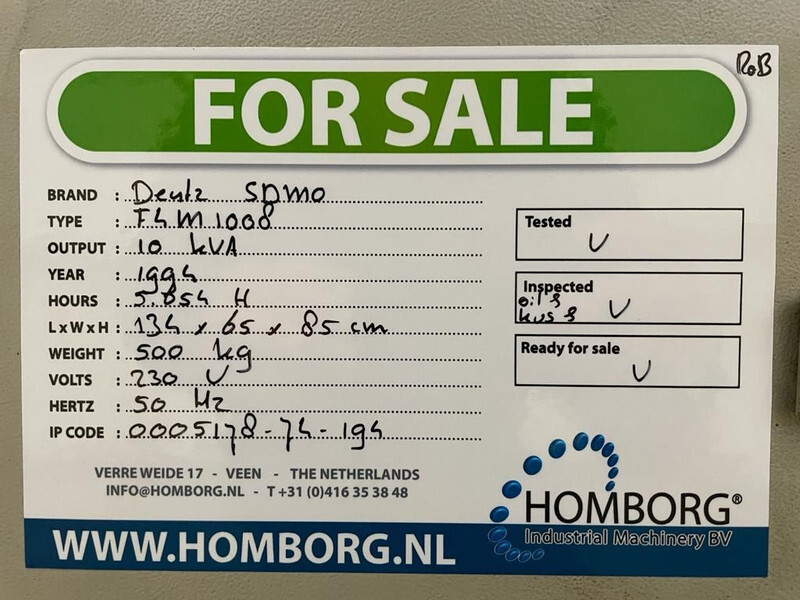 RoB
FOR SALE
BRAND : Deutz SDMO
TYPE : F4M1008
OUTPUT : 10 kVA
YEAR : 1994
HOURS : 5.854 H
L x W x H : 134 x 65 x 85 cm
WEIGHT : 500 kg
VOLTS : 230 V
HERTZ : 50 Hz
IP CODE : 0005178-74-194
Tested
V
Inspected
V
Ready for sale
V
VERRE WEIDE 17 - VEEN - THE NETHERLANDS
INFO@HOMBORG.NL - T +31 (0)416 35 38 48
HOMBORG®
Industrial Machinery BV
WWW.HOMBORG.NL